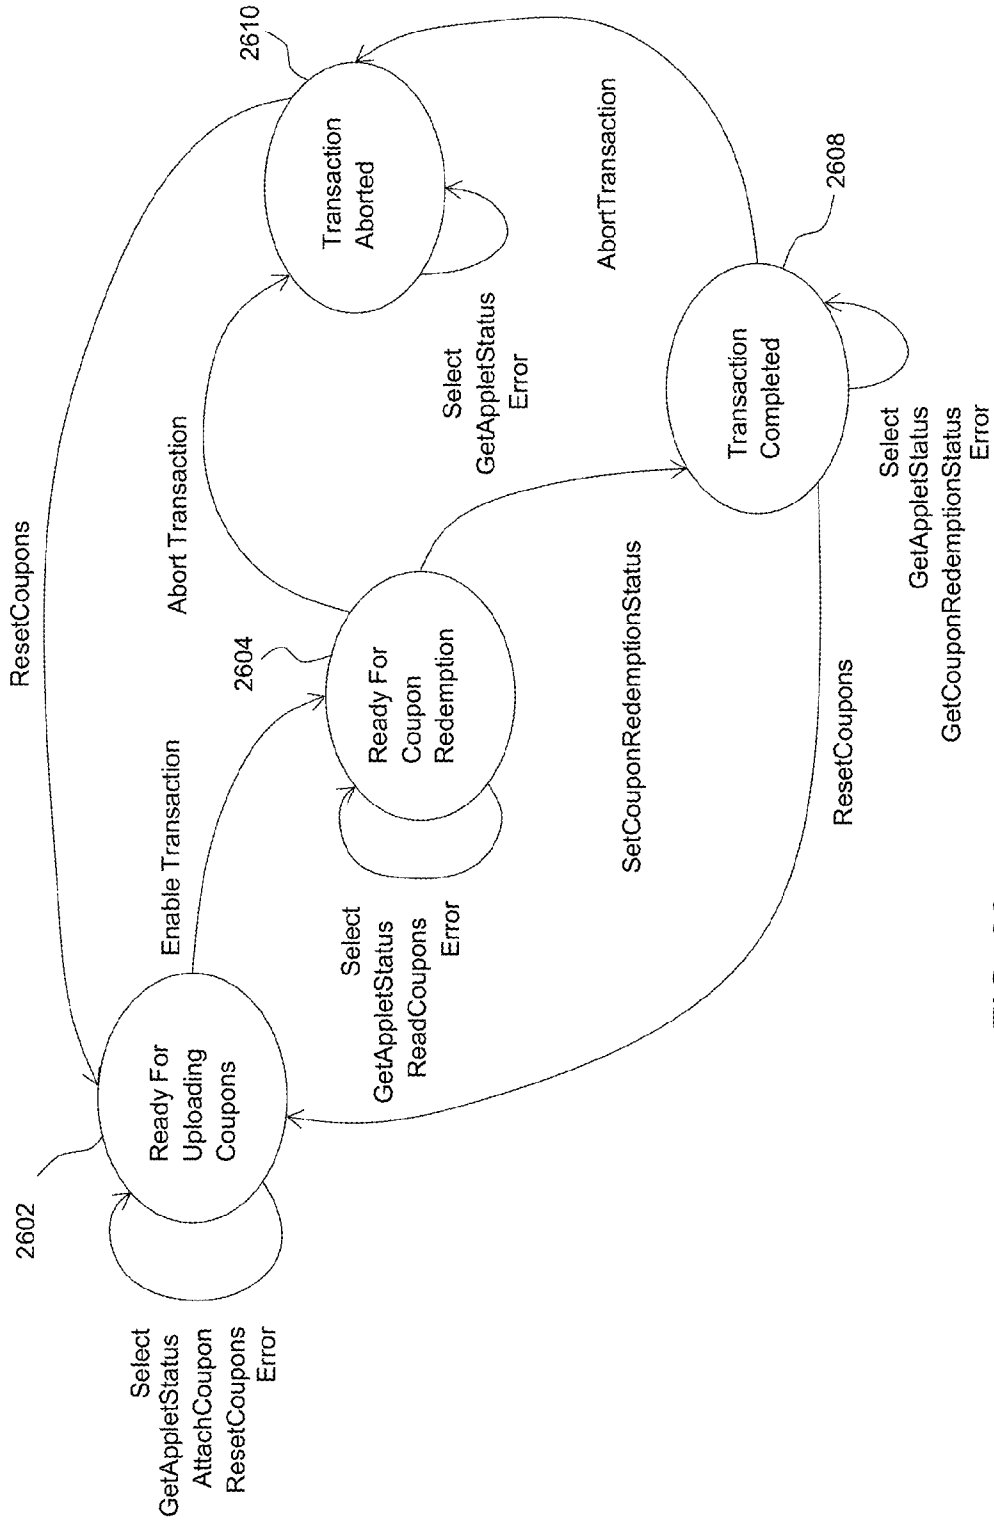 2602
Select
GetAppletStatus
AttachCoupon
ResetCoupons
Error
Ready For
Uploading
Coupons
ResetCoupons
Enable Transaction
2604
Ready For
Coupon
Redemption
Select
GetAppletStatus
ReadCoupons
Error
Abort Transaction
2610
Transaction
Aborted
Select
GetAppletStatus
Error
SetCouponRedemptionStatus
AbortTransaction
2608
Transaction
Completed
Select
GetAppletStatus
GetCouponRedemptionStatus
Error
ResetCoupons